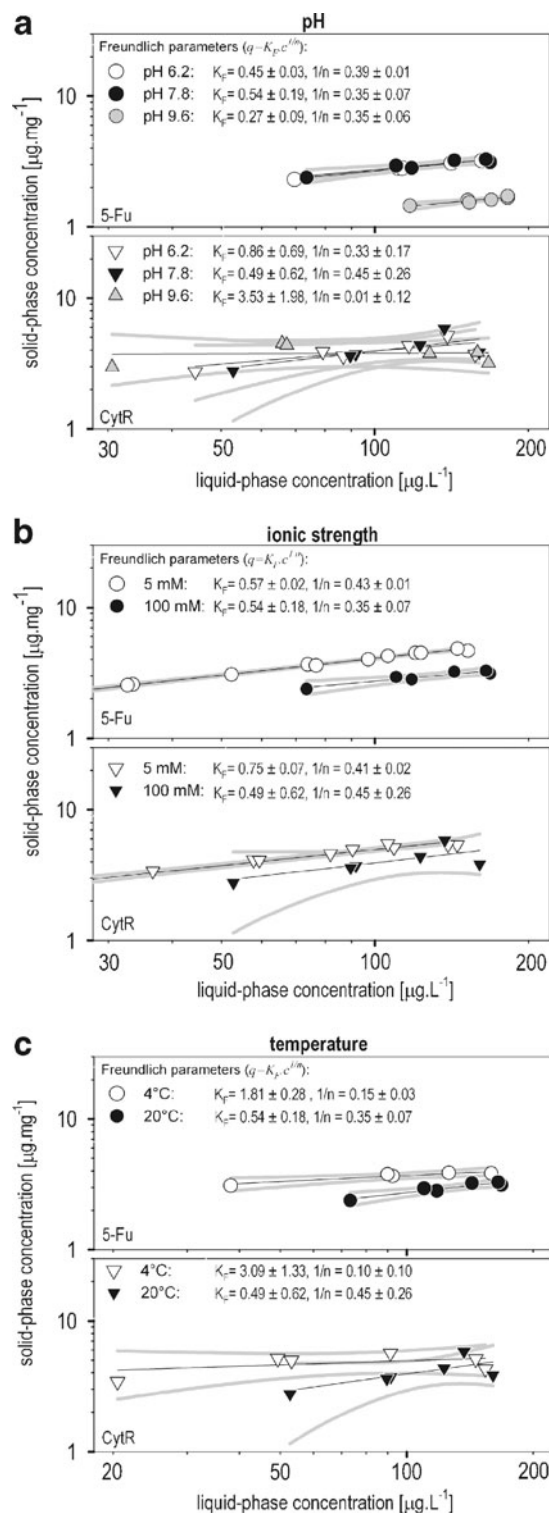 a
pH
Freundlich parameters (q=K_F.c^{1/n}):
pH 6.2: K_F= 0.45 ± 0.03, 1/n = 0.39 ± 0.01
pH 7.8: K_F= 0.54 ± 0.19, 1/n = 0.35 ± 0.07
pH 9.6: K_F= 0.27 ± 0.09, 1/n = 0.35 ± 0.06
10
1
5-Fu
pH 6.2: K_F= 0.86 ± 0.69, 1/n = 0.33 ± 0.17
pH 7.8: K_F= 0.49 ± 0.62, 1/n = 0.45 ± 0.26
pH 9.6: K_F= 3.53 ± 1.98, 1/n = 0.01 ± 0.12
10
1
CytR
solid-phase concentration [µg.mg⁻¹]
30 50 100 200
liquid-phase concentration [µg.L⁻¹]
b
ionic strength
Freundlich parameters (q=K_F.c^{1/n}):
5 mM: K_F= 0.57 ± 0.02, 1/n = 0.43 ± 0.01
100 mM: K_F= 0.54 ± 0.18, 1/n = 0.35 ± 0.07
10
1
5-Fu
5 mM: K_F= 0.75 ± 0.07, 1/n = 0.41 ± 0.02
100 mM: K_F= 0.49 ± 0.62, 1/n = 0.45 ± 0.26
10
1
CytR
solid-phase concentration [µg.mg⁻¹]
30 50 100 200
liquid-phase concentration [µg.L⁻¹]
c
temperature
Freundlich parameters (q=K_F.c^{1/n}):
4°C: K_F= 1.81 ± 0.28 , 1/n = 0.15 ± 0.03
20°C: K_F= 0.54 ± 0.18, 1/n = 0.35 ± 0.07
10
1
5-Fu
4°C: K_F= 3.09 ± 1.33, 1/n = 0.10 ± 0.10
20°C: K_F= 0.49 ± 0.62, 1/n = 0.45 ± 0.26
10
1
CytR
solid-phase concentration [µg.mg⁻¹]
20 50 100 200
liquid-phase concentration [µg.L⁻¹]